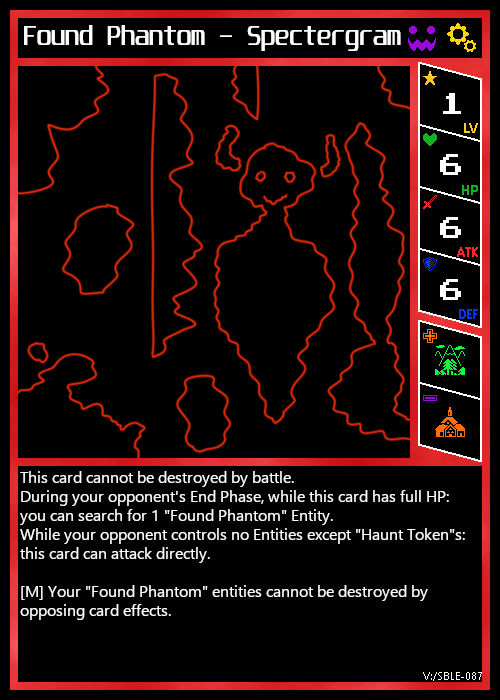 Found Phantom - Spectergram
1
LV
6
HP
6
ATK
6
DEF
This card cannot be destroyed by battle.
During your opponent's End Phase, while this card has full HP:
you can search for 1 "Found Phantom" Entity.
While your opponent controls no Entities except "Haunt Token"s:
this card can attack directly.
[M] Your "Found Phantom" entities cannot be destroyed by
opposing card effects.
V:/SBLE-087